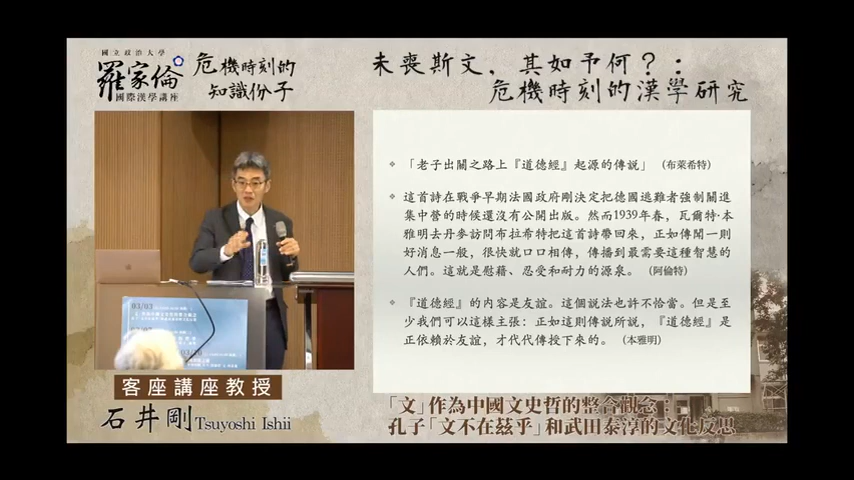 國立政治大學
羅家倫
國際漢學講座
危機時刻的
知識份子
未喪斯文，其如予何？：
危機時刻的漢學研究
「老子出關之路上『道德經』起源的傳說」（布萊希特）
這首詩在戰爭早期法國政府剛決定把德國逃難者強制關進
集中營的時候還沒有公開出版。然而1939年春，瓦爾特·本
雅明去丹麥訪問布拉希特把這首詩帶回來，正如傳聞一則
好消息一般，很快就口口相傳，傳播到最需要這種智慧的
人們。這就是慰藉、忍受和耐力的源泉。（阿倫特）
『道德經』的內容是友誼。這個說法也許不恰當。但是至
少我們可以這樣主張：正如這則傳說所說，『道德經』是
正依賴於友誼，才代代傳授下來的。（本雅明）
03/03
客座講座教授
石井剛Tsuyoshi Ishii
「文」作為中國文史哲的整合觀念：
孔子「文不在茲乎」和武田泰淳的文化反思